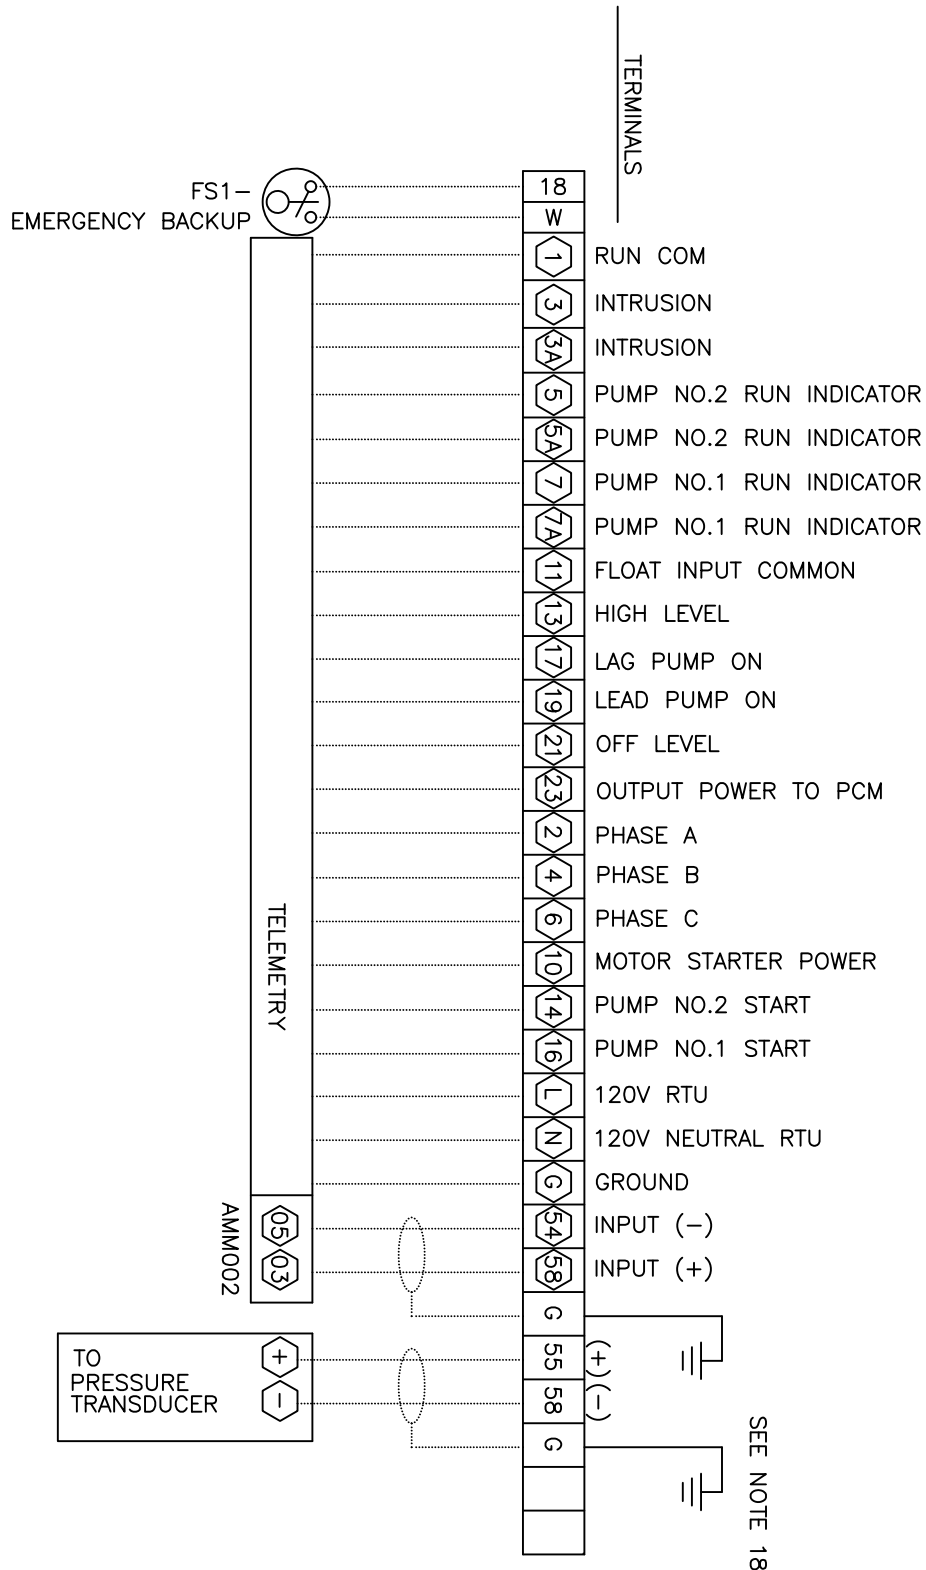 TERMINALS
FS1-
EMERGENCY BACKUP
18
W
1 RUN COM
3 INTRUSION
3A INTRUSION
5 PUMP NO.2 RUN INDICATOR
5A PUMP NO.2 RUN INDICATOR
7 PUMP NO.1 RUN INDICATOR
7A PUMP NO.1 RUN INDICATOR
11 FLOAT INPUT COMMON
13 HIGH LEVEL
17 LAG PUMP ON
19 LEAD PUMP ON
21 OFF LEVEL
23 OUTPUT POWER TO PCM
2 PHASE A
4 PHASE B
6 PHASE C
10 MOTOR STARTER POWER
14 PUMP NO.2 START
16 PUMP NO.1 START
L 120V RTU
N 120V NEUTRAL RTU
G GROUND
TELEMETRY
05 54 INPUT (-)
03 58 INPUT (+)
AMM002
G
TO
PRESSURE
TRANSDUCER
+ 55 (+)
- 58 (-)
G
SEE NOTE 18